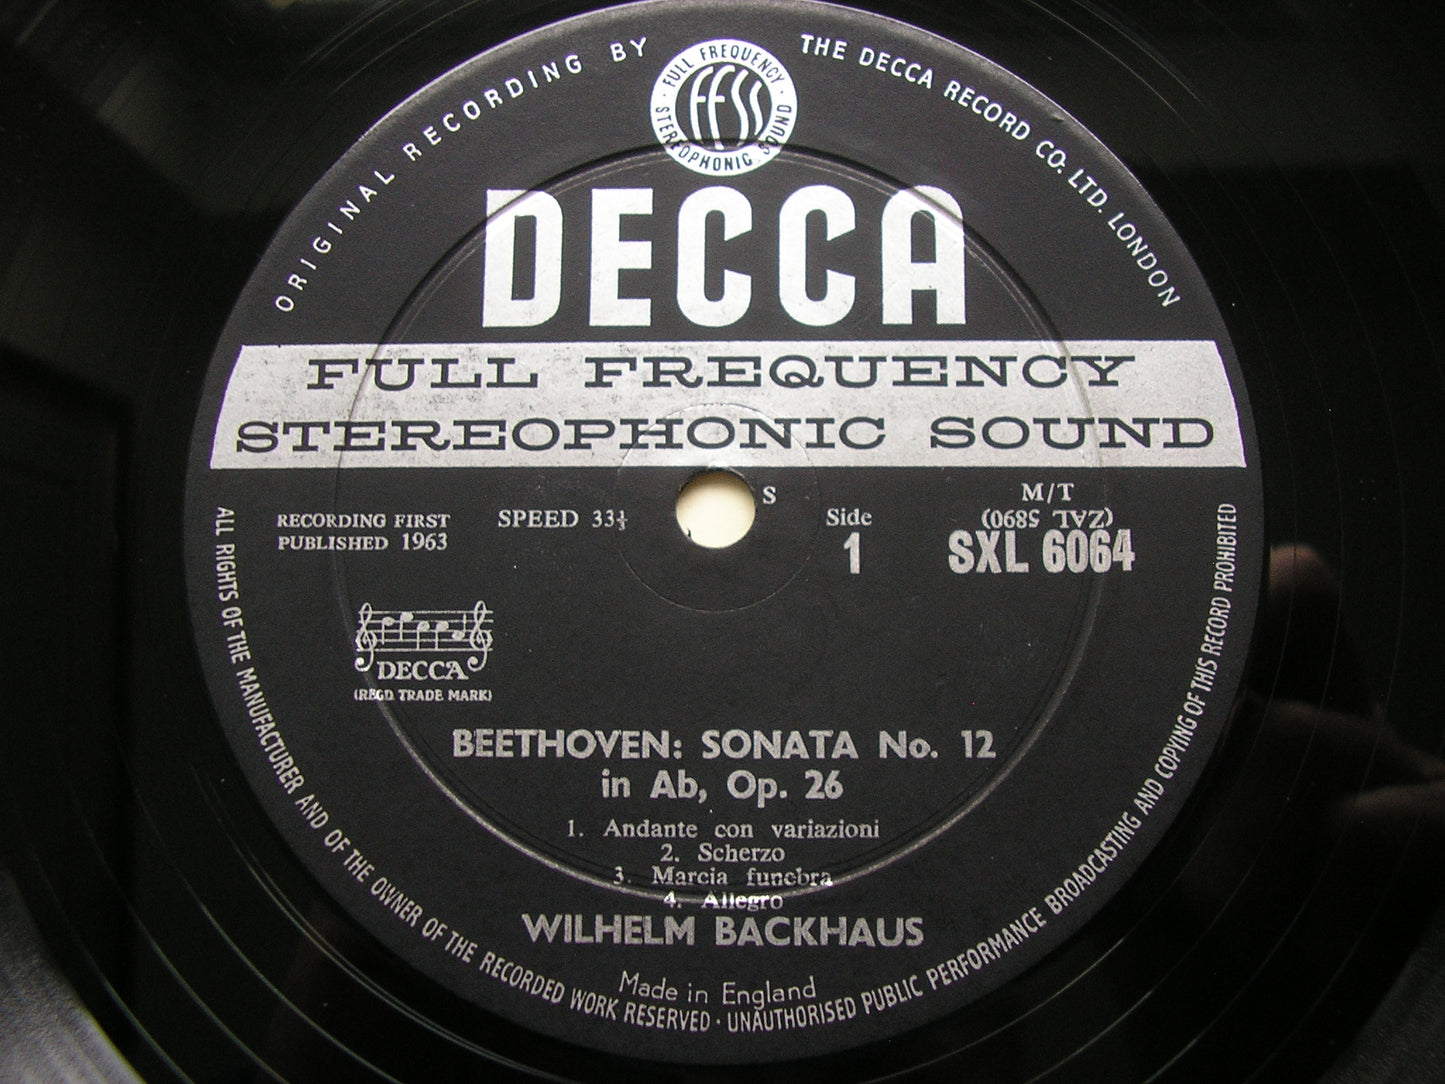 ORIGINAL RECORDING BY
THE DECCA RECORD CO: LTD. LONDON
FULL FREQUENCY
FFSS
STEREOPHONIC SOUND
DECCA
FULL FREQUENCY
STEREOPHONIC SOUND
RECORDING FIRST
PUBLISHED 1963
SPEED 33⅓
S
Side
1
M/T
(ZAL 5890)
SXL 6064
DECCA
(REGD. TRADE MARK)
BEETHOVEN: SONATA No. 12
in Ab, Op. 26
1. Andante con variazioni
2. Scherzo
3. Marcia funebra
4. Allegro
WILHELM BACKHAUS
Made in England
ALL RIGHTS OF THE MANUFACTURER AND OF THE OWNER OF THE RECORDED WORK RESERVED · UNAUTHORISED PUBLIC PERFORMANCE BROADCASTING AND COPYING OF THIS RECORD PROHIBITED